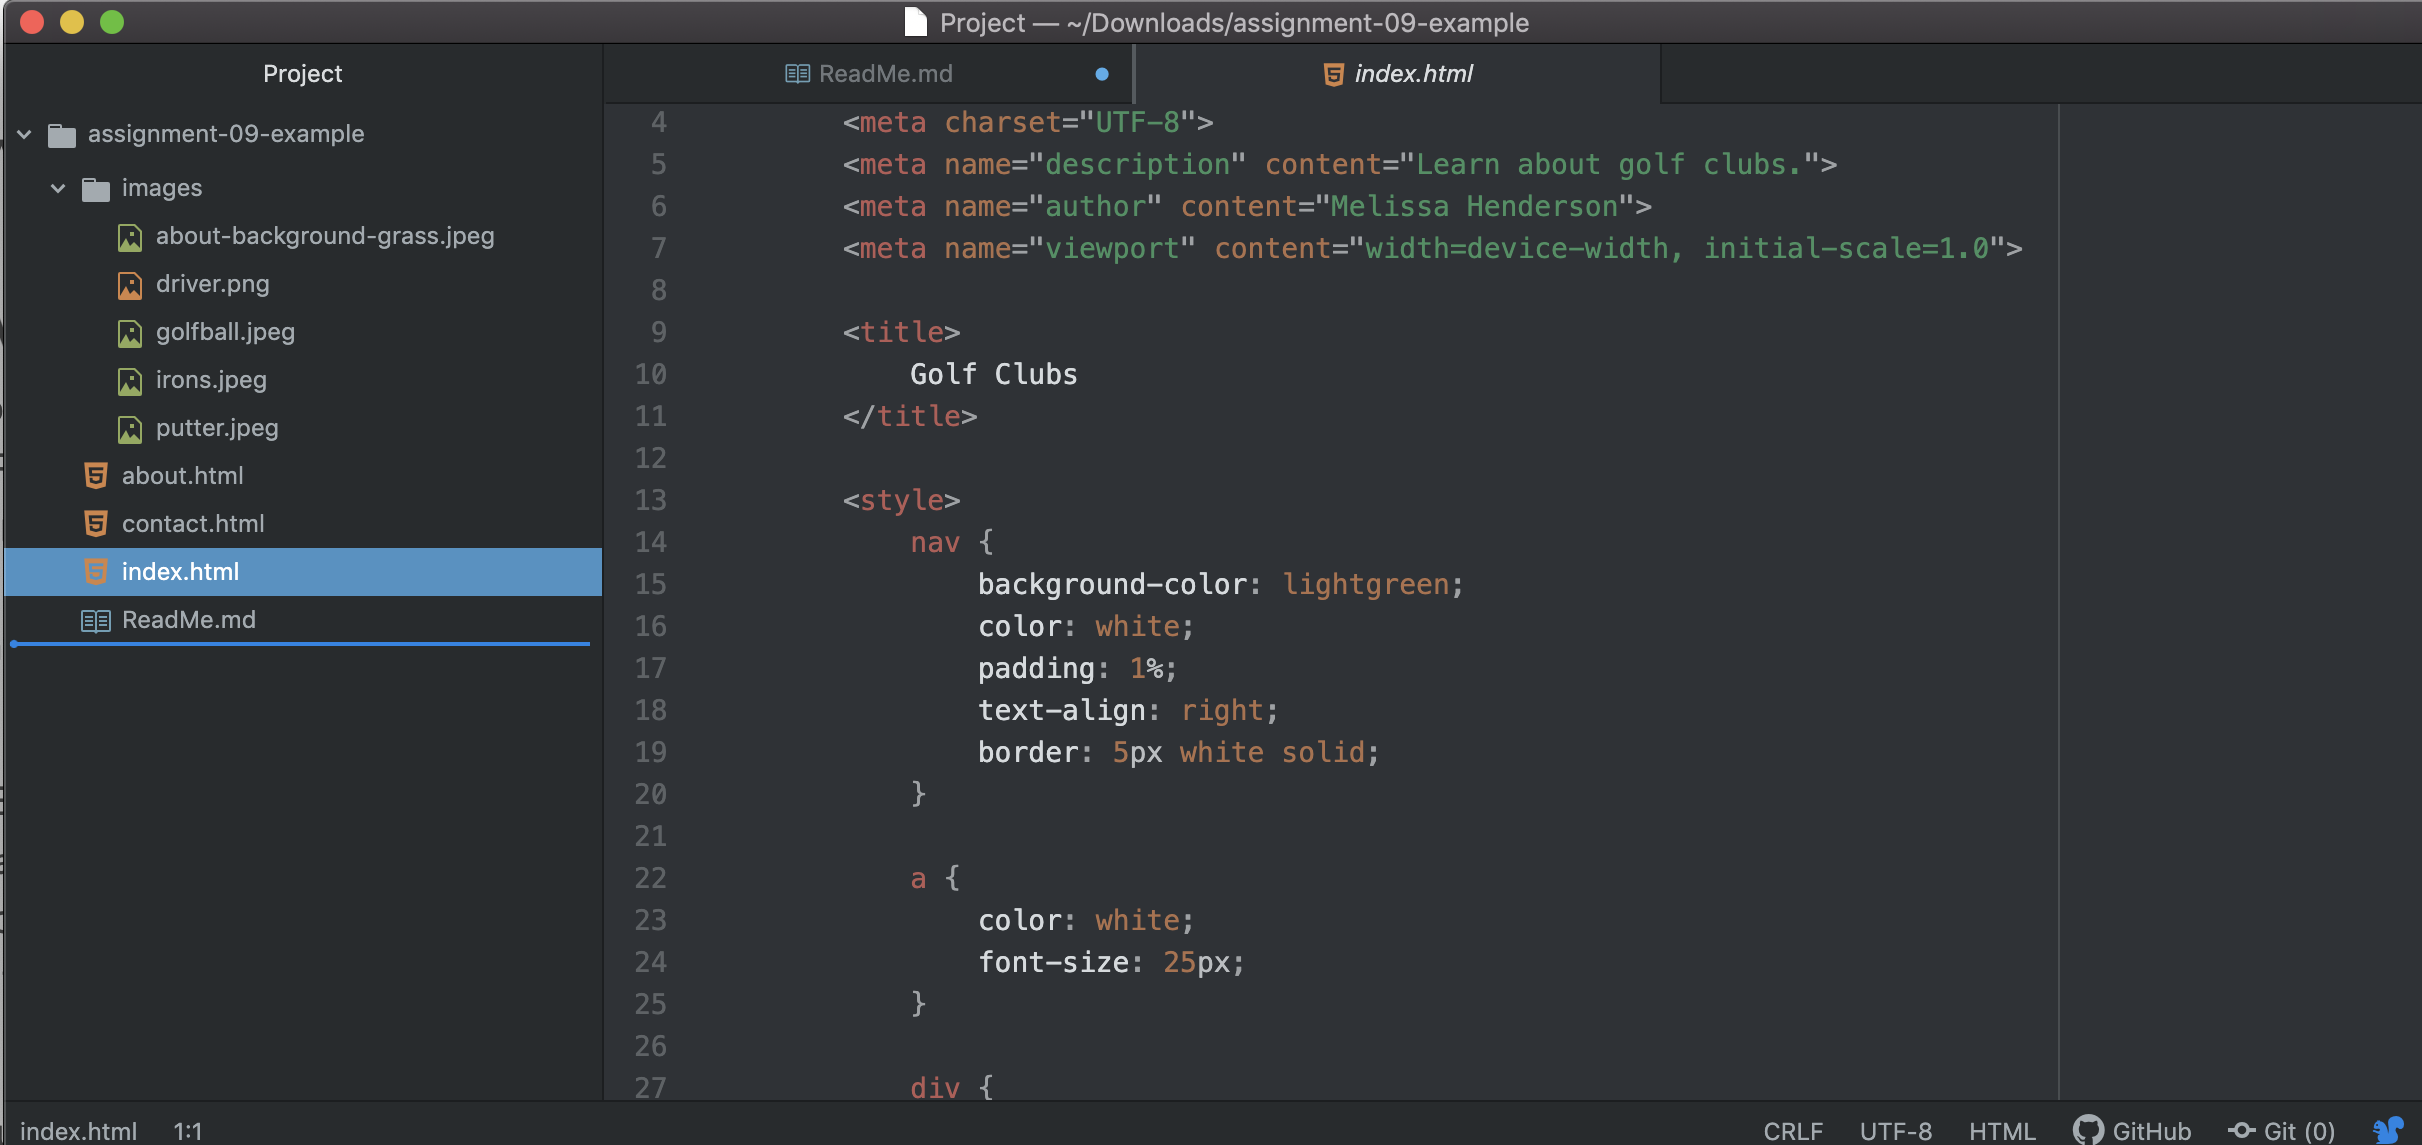 Project — ~/Downloads/assignment-09-example
Project
assignment-09-example
images
about-background-grass.jpeg
driver.png
golfball.jpeg
irons.jpeg
putter.jpeg
about.html
contact.html
index.html
ReadMe.md
ReadMe.md
index.html
4 <meta charset="UTF-8">
5 <meta name="description" content="Learn about golf clubs.">
6 <meta name="author" content="Melissa Henderson">
7 <meta name="viewport" content="width=device-width, initial-scale=1.0">
8
9 <title>
10 Golf Clubs
11 </title>
12
13 <style>
14 nav {
15 background-color: lightgreen;
16 color: white;
17 padding: 1%;
18 text-align: right;
19 border: 5px white solid;
20 }
21
22 a {
23 color: white;
24 font-size: 25px;
25 }
26
27 div {
index.html 1:1 CRLF UTF-8 HTML GitHub Git (0)